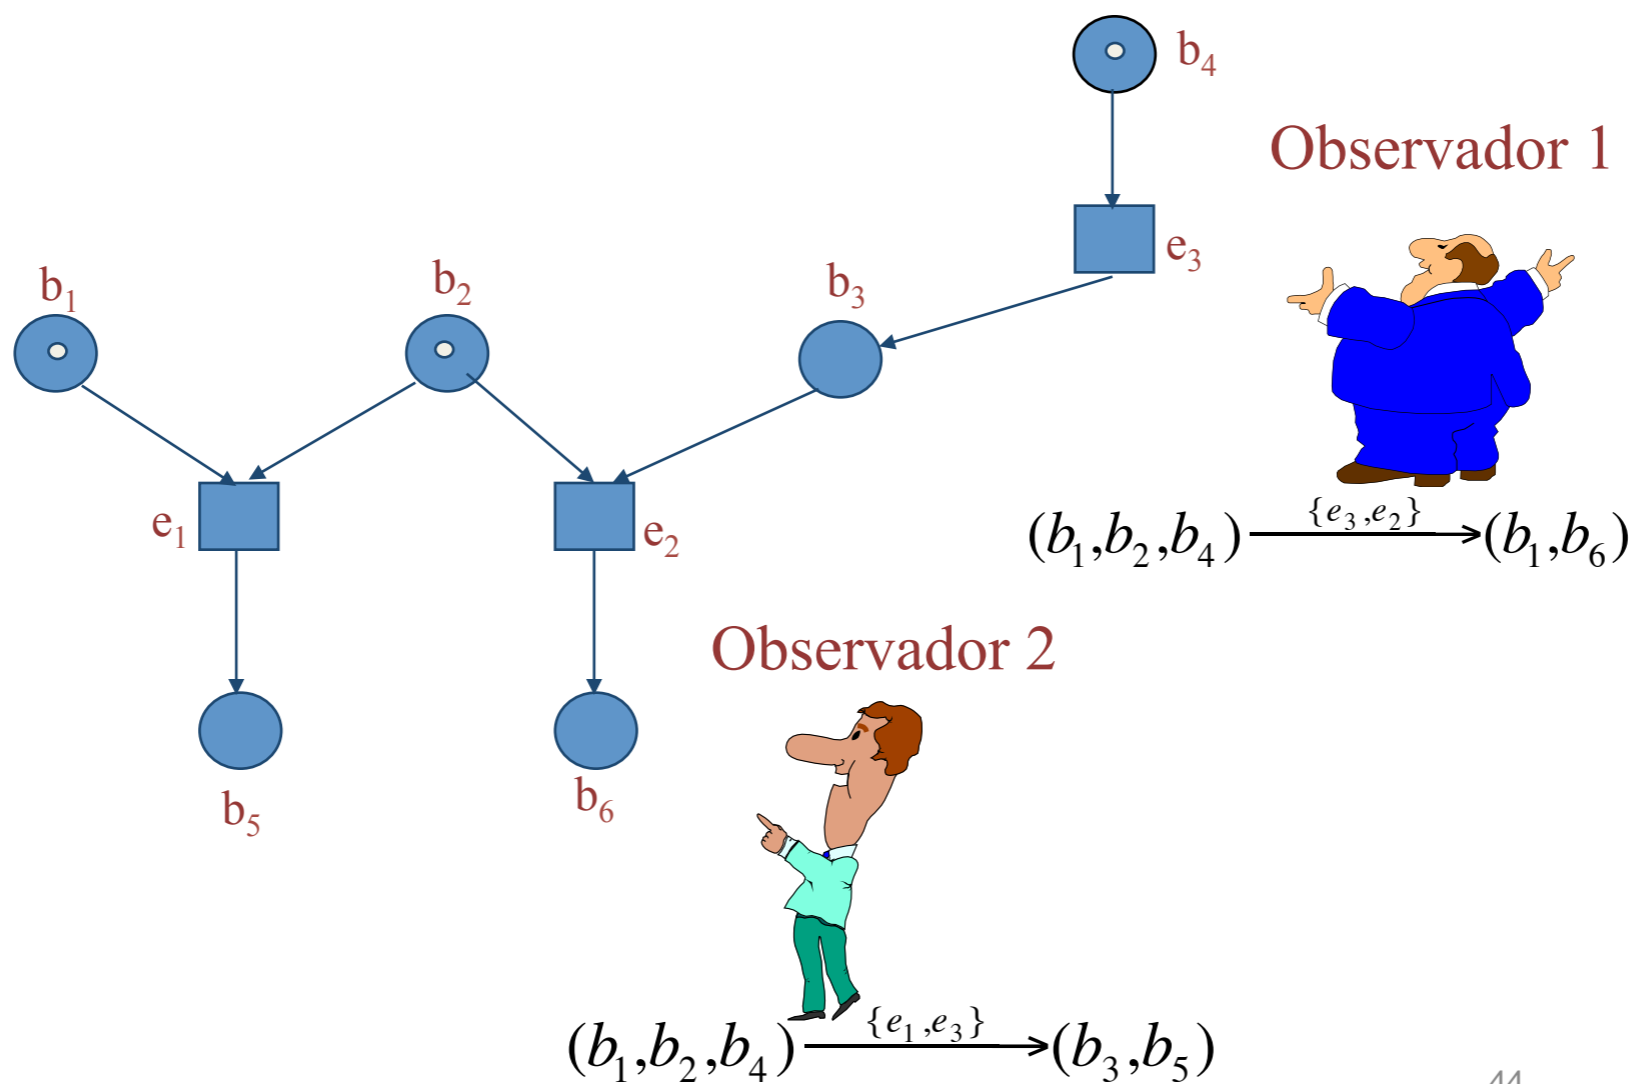 b₄
Observador 1
e₃
b₁
b₂
b₃
e₁
e₂
(b₁,b₂,b₄) {e₃,e₂} (b₁,b₆)
Observador 2
b₅
b₆
(b₁,b₂,b₄) {e₁,e₃} (b₃,b₅)
44